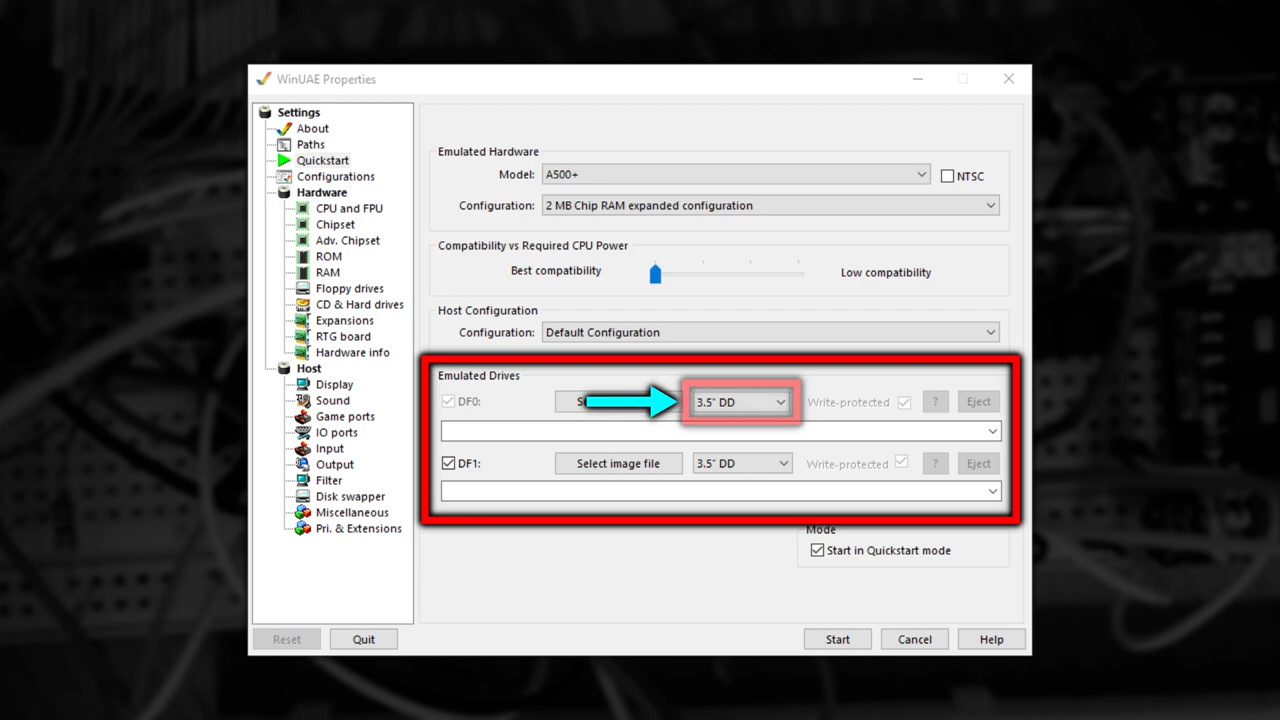 WinUAE Properties
Settings
About
Paths
Quickstart
Configurations
Hardware
CPU and FPU
Chipset
Adv. Chipset
ROM
RAM
Floppy drives
CD & Hard drives
Expansions
RTG board
Hardware info
Host
Display
Sound
Game ports
IO ports
Input
Output
Filter
Disk swapper
Miscellaneous
Pri. & Extensions
Reset
Quit
Emulated Hardware
Model: A500+ NTSC
Configuration: 2 MB Chip RAM expanded configuration
Compatibility vs Required CPU Power
Best compatibility Low compatibility
Host Configuration
Configuration: Default Configuration
Emulated Drives
DF0: 3.5" DD Write-protected ? Eject
DF1: Select image file 3.5" DD Write-protected ? Eject
Mode
Start in Quickstart mode
Start Cancel Help